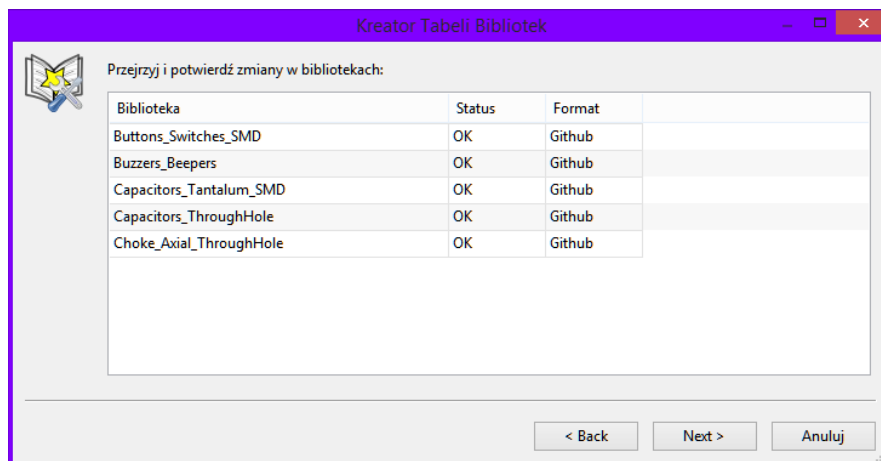 Kreator Tabeli Bibliotek
Przejrzyj i potwierdź zmiany w bibliotekach:
Biblioteka Status Format
Buttons_Switches_SMD OK Github
Buzzers_Beepers OK Github
Capacitors_Tantalum_SMD OK Github
Capacitors_ThroughHole OK Github
Choke_Axial_ThroughHole OK Github
< Back Next > Anuluj